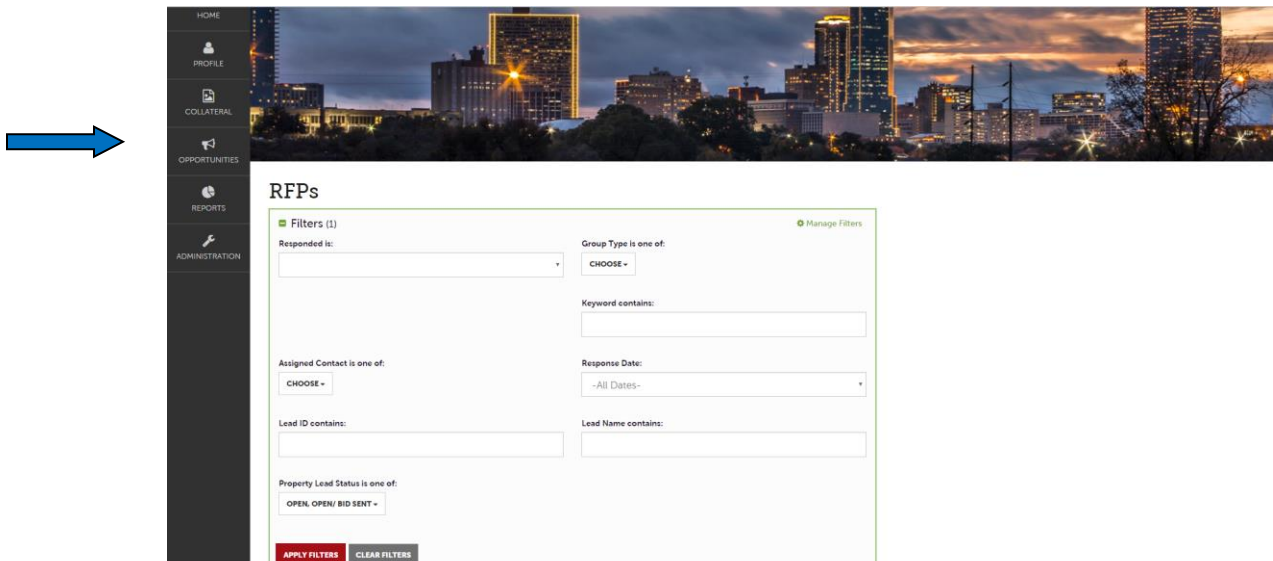 HOME
PROFILE
COLLATERAL
OPPORTUNITIES
REPORTS
ADMINISTRATION
RFPs
Filters (1)
Manage Filters
Responded is:
Group Type is one of:
CHOOSE
Keyword contains:
Assigned Contact is one of:
Response Date:
CHOOSE
-All Dates-
Lead ID contains:
Lead Name contains:
Property Lead Status is one of:
OPEN, OPEN/ BID SENT
APPLY FILTERS
CLEAR FILTERS